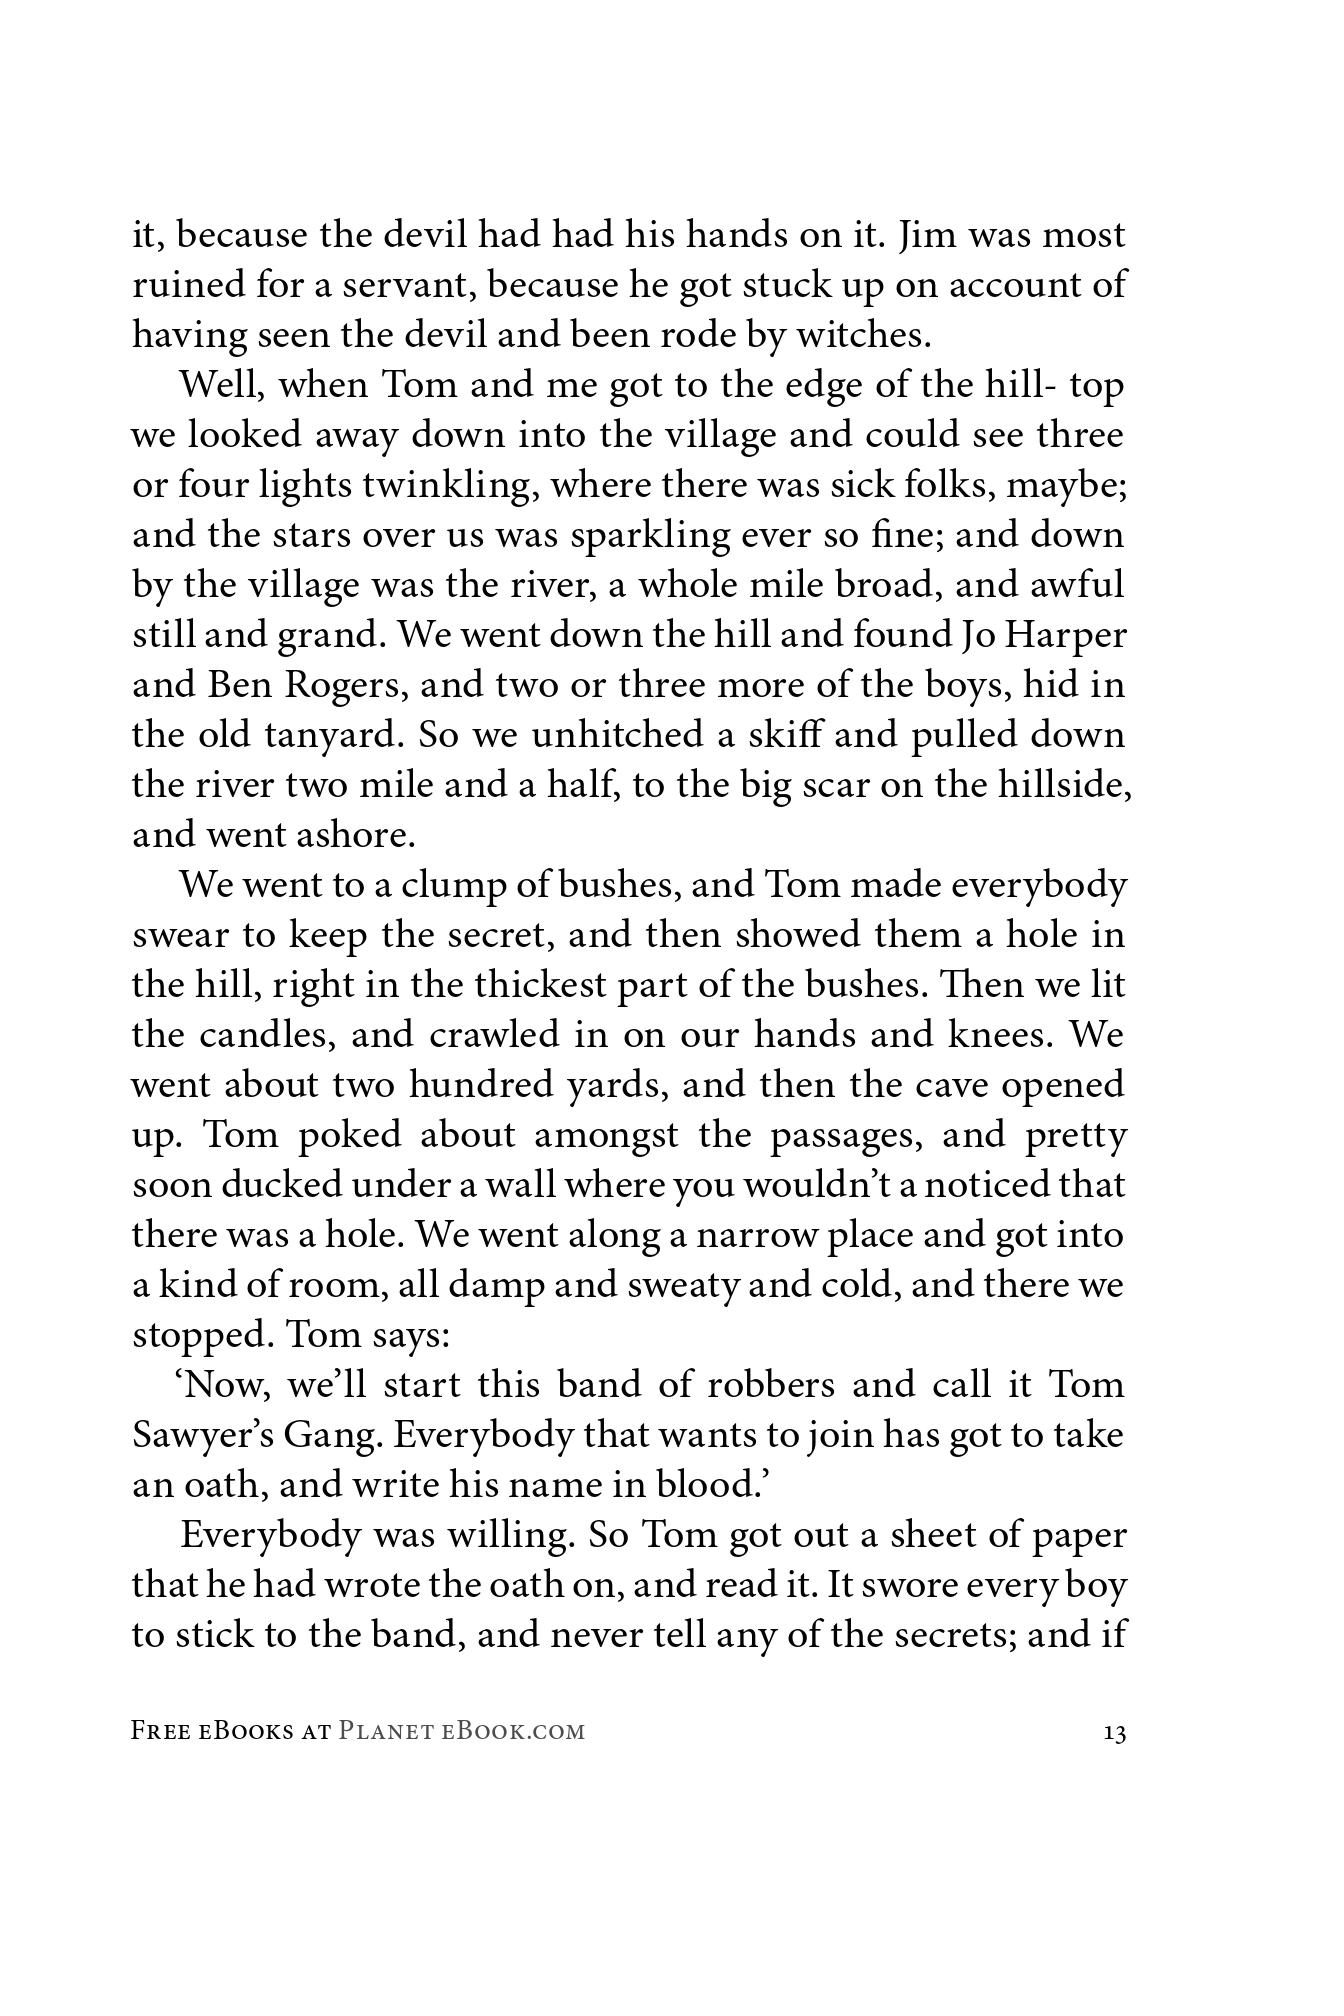 it, because the devil had had his hands on it. Jim was most
ruined for a servant, because he got stuck up on account of
having seen the devil and been rode by witches.
Well, when Tom and me got to the edge of the hill- top
we looked away down into the village and could see three
or four lights twinkling, where there was sick folks, maybe;
and the stars over us was sparkling ever so fine; and down
by the village was the river, a whole mile broad, and awful
still and grand. We went down the hill and found Jo Harper
and Ben Rogers, and two or three more of the boys, hid in
the old tanyard. So we unhitched a skiff and pulled down
the river two mile and a half, to the big scar on the hillside,
and went ashore.
We went to a clump of bushes, and Tom made everybody
swear to keep the secret, and then showed them a hole in
the hill, right in the thickest part of the bushes. Then we lit
the candles, and crawled in on our hands and knees. We
went about two hundred yards, and then the cave opened
up. Tom poked about amongst the passages, and pretty
soon ducked under a wall where you wouldn’t a noticed that
there was a hole. We went along a narrow place and got into
a kind of room, all damp and sweaty and cold, and there we
stopped. Tom says:
‘Now, we’ll start this band of robbers and call it Tom
Sawyer’s Gang. Everybody that wants to join has got to take
an oath, and write his name in blood.’
Everybody was willing. So Tom got out a sheet of paper
that he had wrote the oath on, and read it. It swore every boy
to stick to the band, and never tell any of the secrets; and if
Free eBooks at Planet eBook.com 13